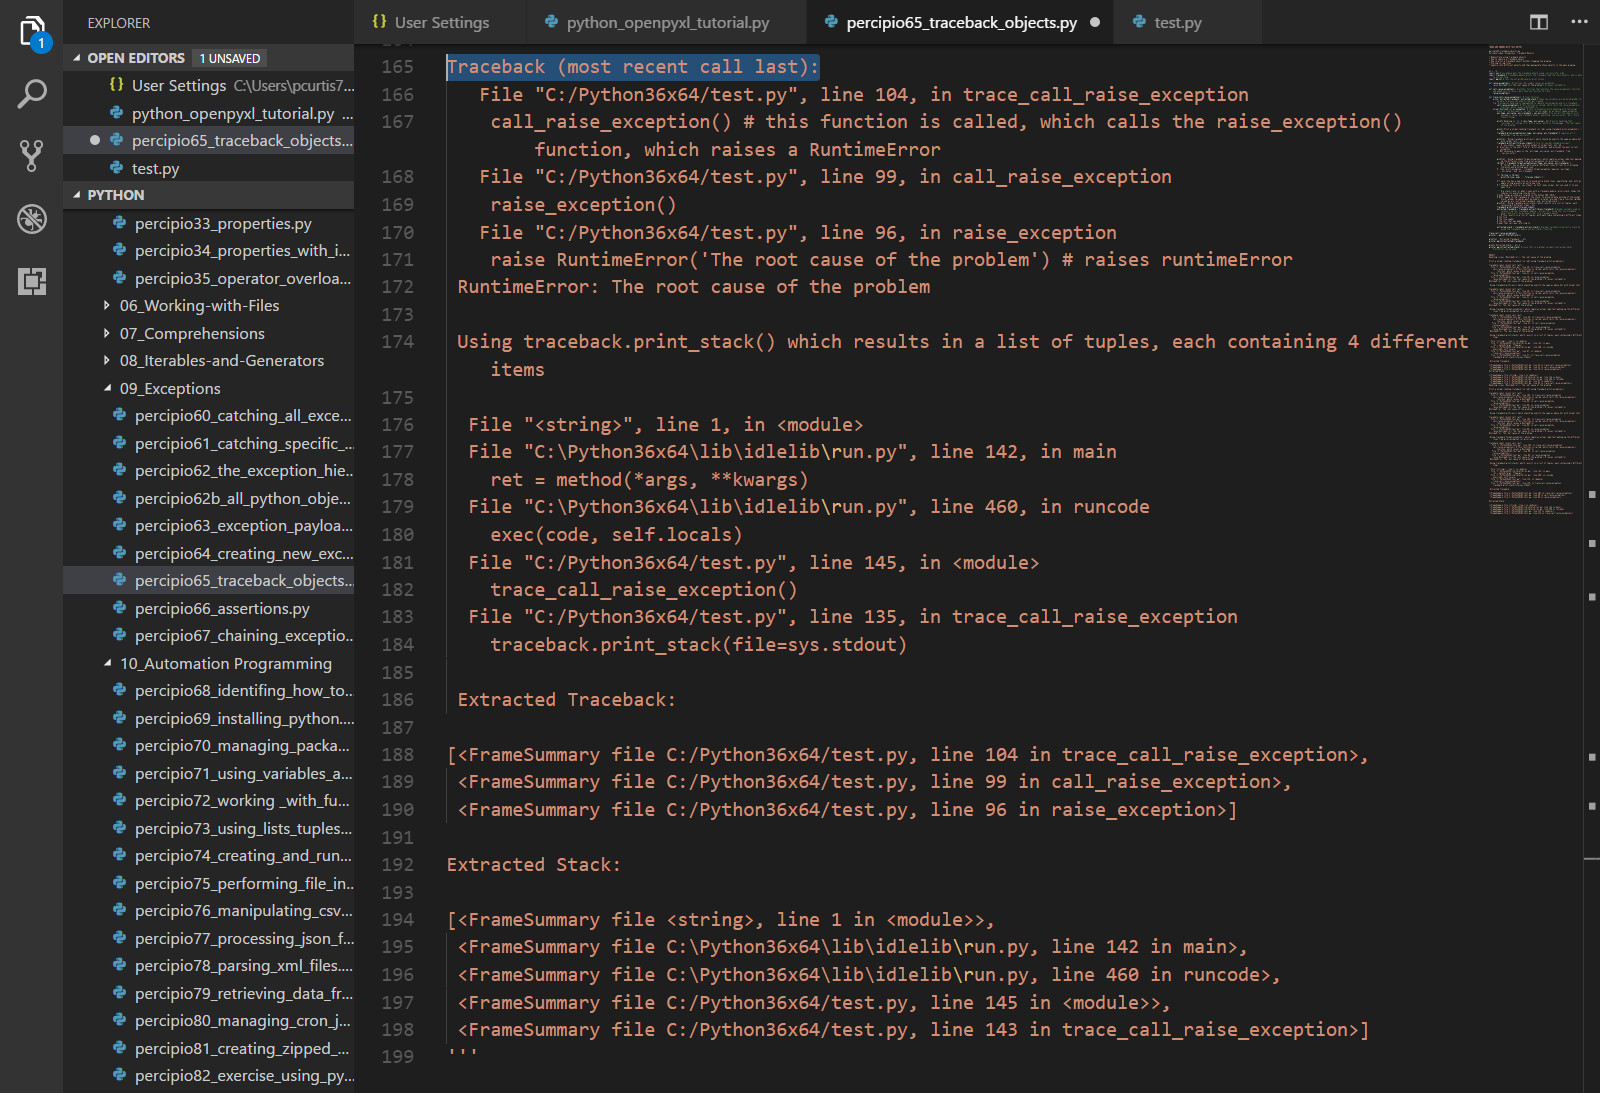 EXPLORER
OPEN EDITORS 1 UNSAVED
User Settings C:\Users\pcurtis7...
python_openpyxl_tutorial.py ...
percipio65_traceback_objects...
test.py
PYTHON
percipio33_properties.py
percipio34_properties_with_i...
percipio35_operator_overloa...
06_Working-with-Files
07_Comprehensions
08_Iterables-and-Generators
09_Exceptions
percipio60_catching_all_exce...
percipio61_catching_specific_...
percipio62_the_exception_hie...
percipio62b_all_python_obje...
percipio63_exception_payloa...
percipio64_creating_new_exc...
percipio65_traceback_objects...
percipio66_assertions.py
percipio67_chaining_exceptio...
10_Automation Programming
percipio68_identifing_how_to...
percipio69_installing_python....
percipio70_managing_packa...
percipio71_using_variables_a...
percipio72_working _with_fu...
percipio73_using_lists_tuples...
percipio74_creating_and_run...
percipio75_performing_file_in...
percipio76_manipulating_csv...
percipio77_processing_json_f...
percipio78_parsing_xml_files....
percipio79_retrieving_data_fr...
percipio80_managing_cron_j...
percipio81_creating_zipped_...
percipio82_exercise_using_py...
1
User Settings python_openpyxl_tutorial.py percipio65_traceback_objects.py test.py
165 Traceback (most recent call last):
166 File "C:/Python36x64/test.py", line 104, in trace_call_raise_exception
167 call_raise_exception() # this function is called, which calls the raise_exception()
function, which raises a RuntimeError
168 File "C:/Python36x64/test.py", line 99, in call_raise_exception
169 raise_exception()
170 File "C:/Python36x64/test.py", line 96, in raise_exception
171 raise RuntimeError('The root cause of the problem') # raises runtimeError
172 RuntimeError: The root cause of the problem
173
174 Using traceback.print_stack() which results in a list of tuples, each containing 4 different
items
175
176 File "<string>", line 1, in <module>
177 File "C:\Python36x64\lib\idlelib\run.py", line 142, in main
178 ret = method(*args, **kwargs)
179 File "C:\Python36x64\lib\idlelib\run.py", line 460, in runcode
180 exec(code, self.locals)
181 File "C:/Python36x64/test.py", line 145, in <module>
182 trace_call_raise_exception()
183 File "C:/Python36x64/test.py", line 135, in trace_call_raise_exception
184 traceback.print_stack(file=sys.stdout)
185
186 Extracted Traceback:
187
188 [<FrameSummary file C:/Python36x64/test.py, line 104 in trace_call_raise_exception>,
189 <FrameSummary file C:/Python36x64/test.py, line 99 in call_raise_exception>,
190 <FrameSummary file C:/Python36x64/test.py, line 96 in raise_exception>]
191
192 Extracted Stack:
193
194 [<FrameSummary file <string>, line 1 in <module>>,
195 <FrameSummary file C:\Python36x64\lib\idlelib\run.py, line 142 in main>,
196 <FrameSummary file C:\Python36x64\lib\idlelib\run.py, line 460 in runcode>,
197 <FrameSummary file C:/Python36x64/test.py, line 145 in <module>>,
198 <FrameSummary file C:/Python36x64/test.py, line 143 in trace_call_raise_exception>]
199 '''